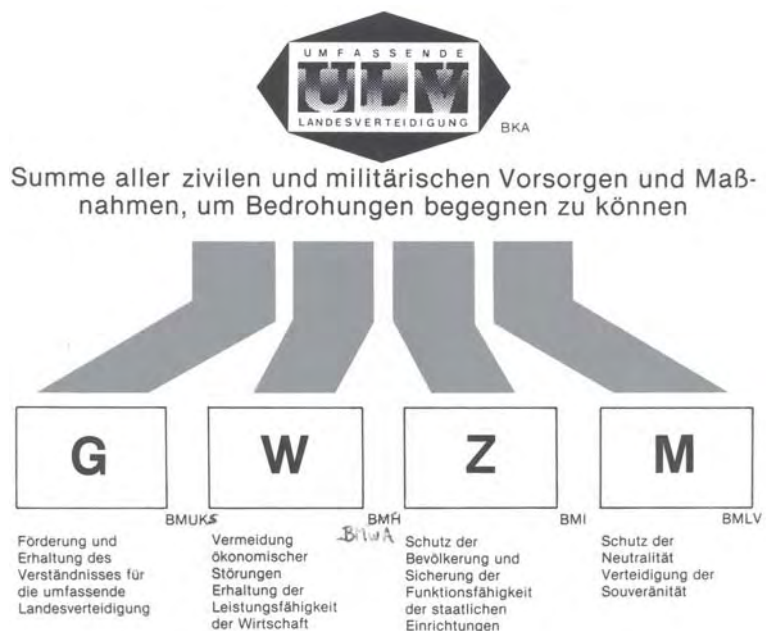 UMFASSENDE
ULV
LANDESVERTEIDIGUNG
BKA
Summe aller zivilen und militärischen Vorsorgen und Maß-
nahmen, um Bedrohungen begegnen zu können
G
BMUKS
Förderung und
Erhaltung des
Verständnisses für
die umfassende
Landesverteidigung
W
BMH
BMWA
Vermeidung
ökonomischer
Störungen
Erhaltung der
Leistungsfähigkeit
der Wirtschaft
Z
BMI
Schutz der
Bevölkerung und
Sicherung der
Funktionsfähigkeit
der staatlichen
Einrichtungen
M
BMLV
Schutz der
Neutralität
Verteidigung der
Souveränität